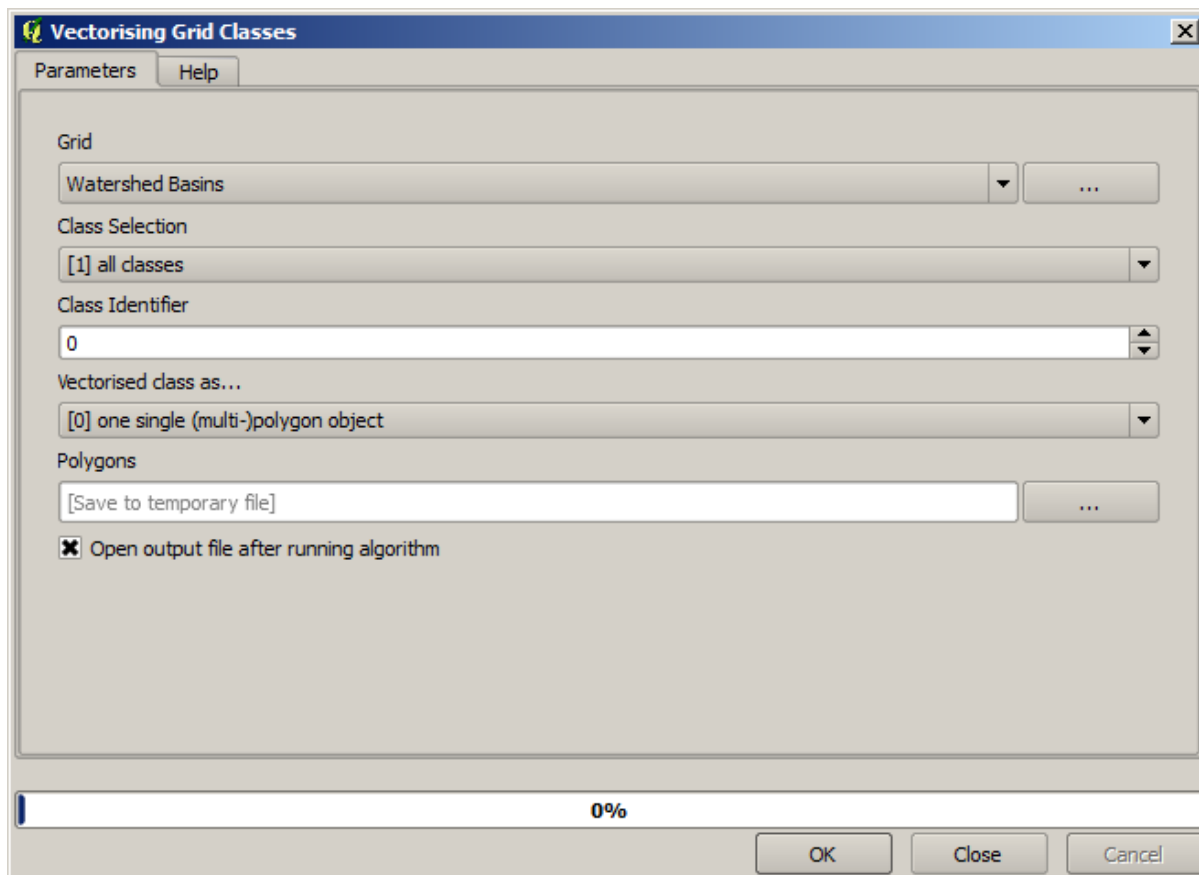 Vectorising Grid Classes
Parameters Help
Grid
Watershed Basins ...
Class Selection
[1] all classes
Class Identifier
0
Vectorised class as...
[0] one single (multi-)polygon object
Polygons
[Save to temporary file] ...
Open output file after running algorithm
0%
OK Close Cancel